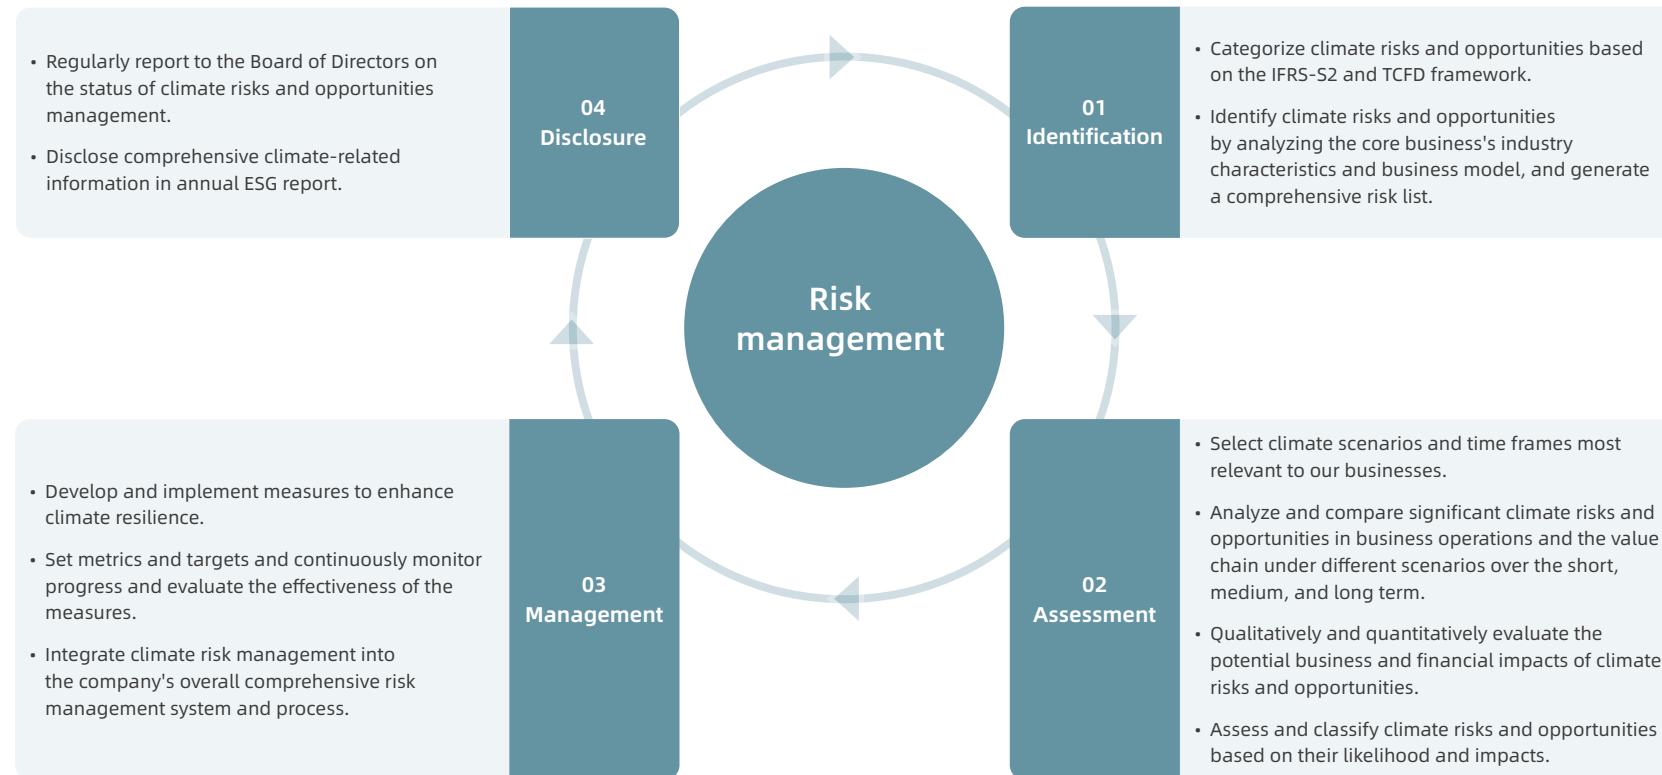 • Regularly report to the Board of Directors on
the status of climate risks and opportunities
management.
• Disclose comprehensive climate-related
information in annual ESG report.
04
Disclosure
01
Identification
• Categorize climate risks and opportunities based
on the IFRS-S2 and TCFD framework.
• Identify climate risks and opportunities
by analyzing the core business's industry
characteristics and business model, and generate
a comprehensive risk list.
Risk
management
• Develop and implement measures to enhance
climate resilience.
• Set metrics and targets and continuously monitor
progress and evaluate the effectiveness of the
measures.
• Integrate climate risk management into
the company's overall comprehensive risk
management system and process.
03
Management
02
Assessment
• Select climate scenarios and time frames most
relevant to our businesses.
• Analyze and compare significant climate risks and
opportunities in business operations and the value
chain under different scenarios over the short,
medium, and long term.
• Qualitatively and quantitatively evaluate the
potential business and financial impacts of climate
risks and opportunities.
• Assess and classify climate risks and opportunities
based on their likelihood and impacts.